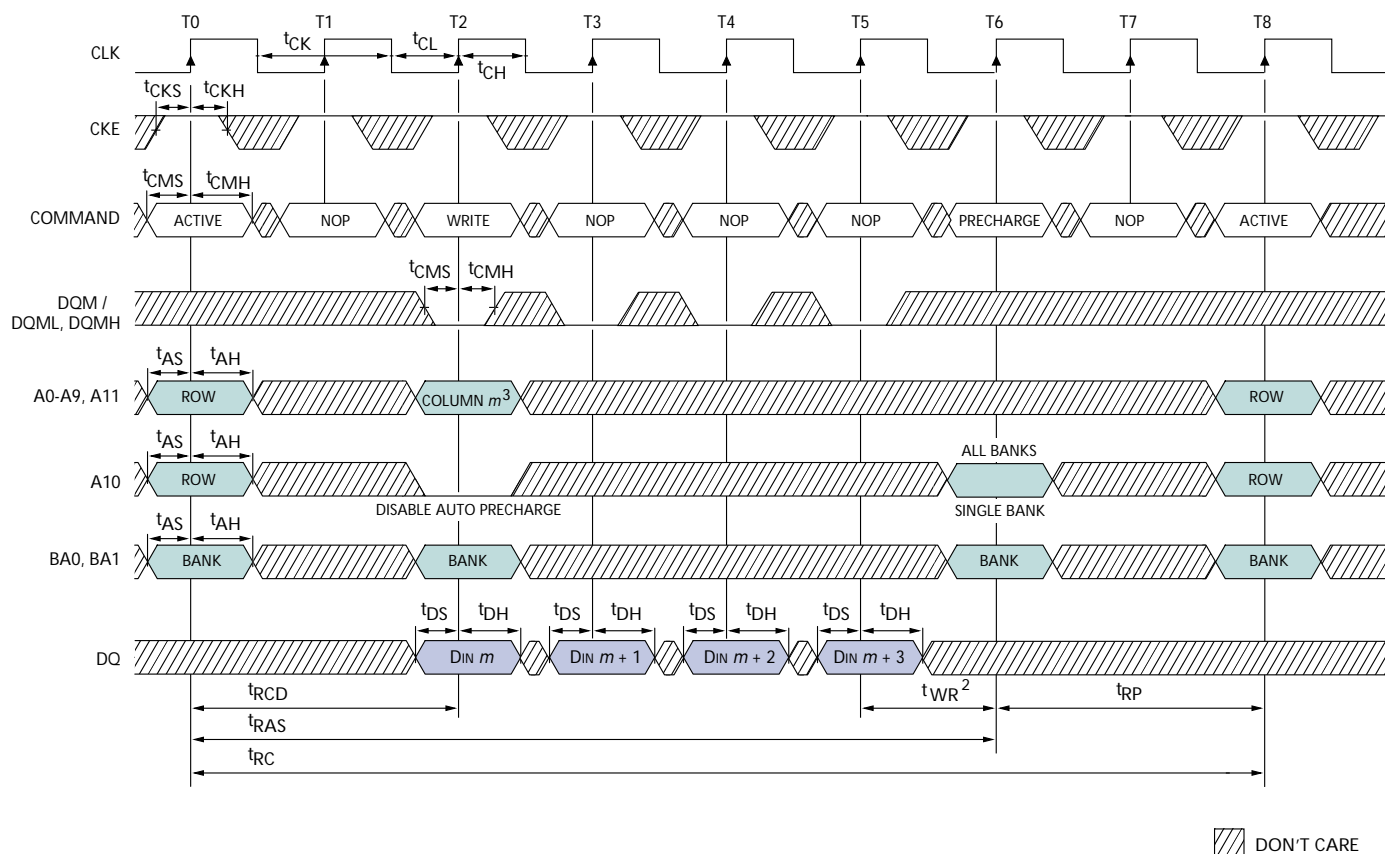 T0 T1 T2 T3 T4 T5 T6 T7 T8
CLK
tCK tCL
tCH
tCKS tCKH
CKE
tCMS tCMH
COMMAND ACTIVE NOP WRITE NOP NOP NOP PRECHARGE NOP ACTIVE
tCMS tCMH
DQM /
DQML, DQMH
tAS tAH
A0-A9, A11 ROW COLUMN m³ ROW
tAS tAH
ALL BANKS
A10 ROW ROW
DISABLE AUTO PRECHARGE SINGLE BANK
tAS tAH
BA0, BA1 BANK BANK BANK BANK
tDS tDH tDS tDH tDS tDH tDS tDH
DQ DIN m DIN m + 1 DIN m + 2 DIN m + 3
tRCD tWR² tRP
tRAS
tRC
DON'T CARE